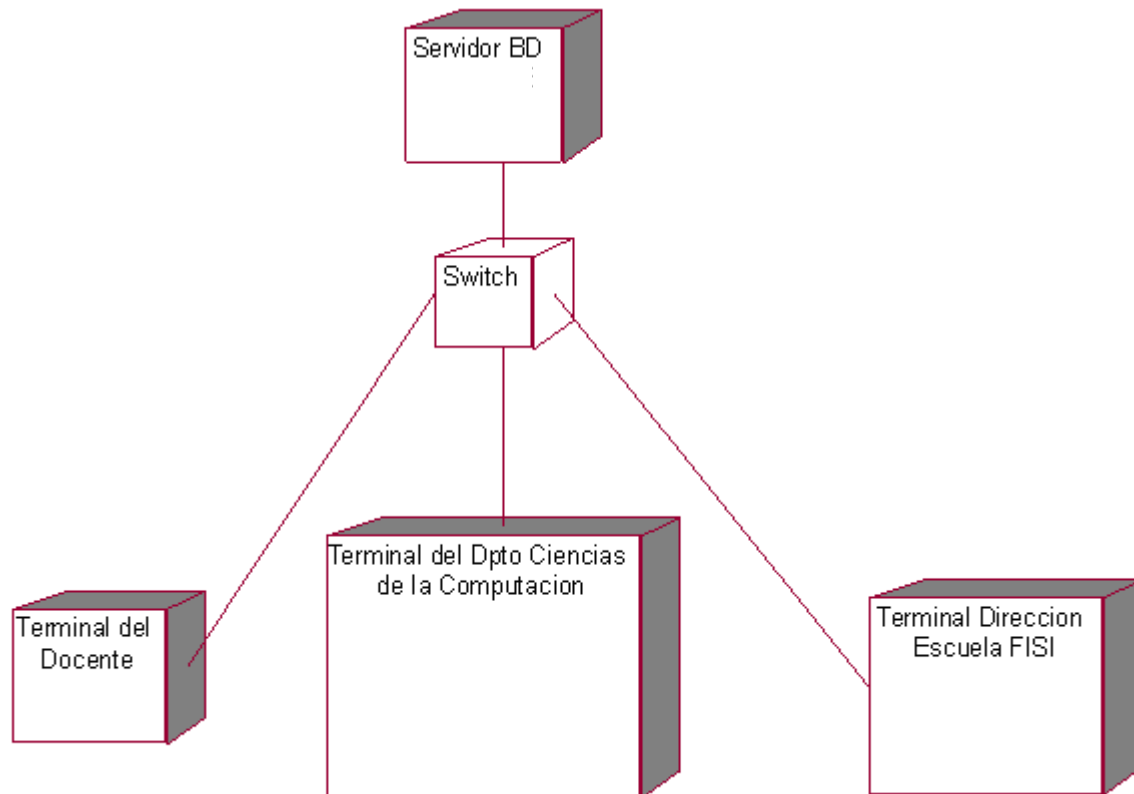 Servidor BD
Switch
Terminal del Dpto Ciencias
de la Computacion
Terminal del
Docente
Terminal Direccion
Escuela FISI